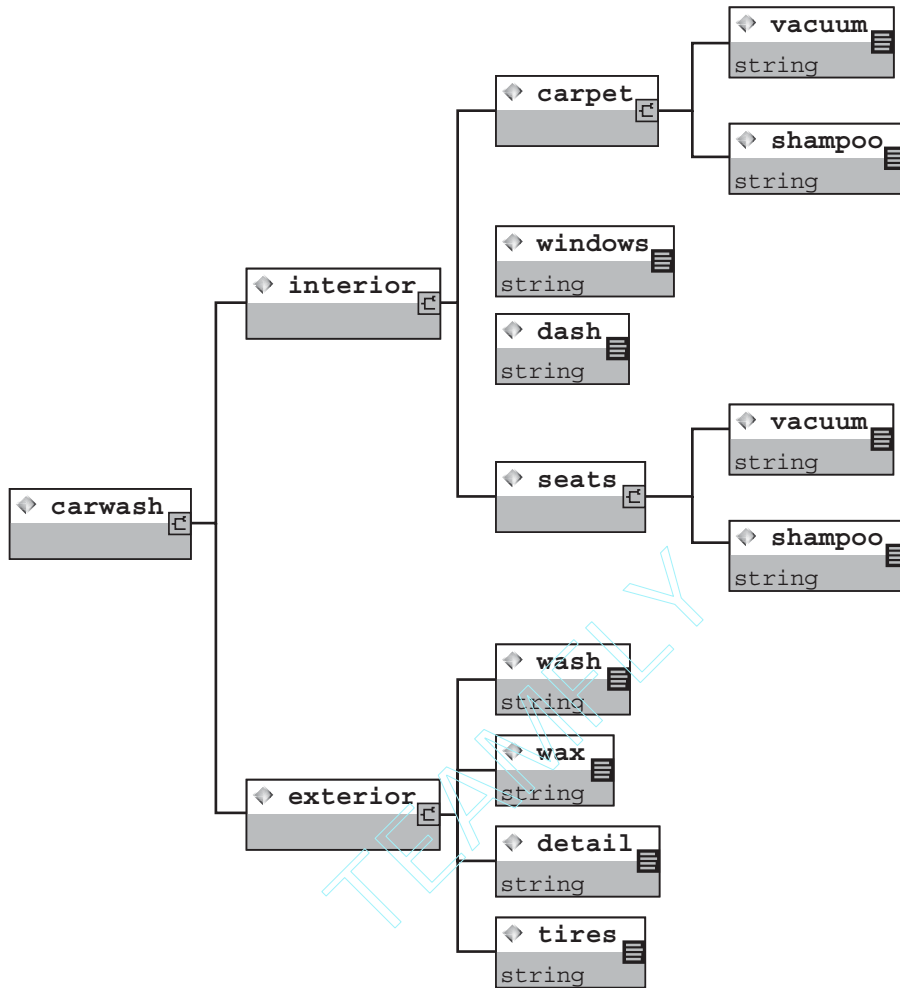 vacuum
string
carpet
shampoo
string
windows
string
interior
dash
string
vacuum
string
seats
carwash
shampoo
string
wash
string
wax
string
exterior
detail
string
tires
string
TEAMFLY